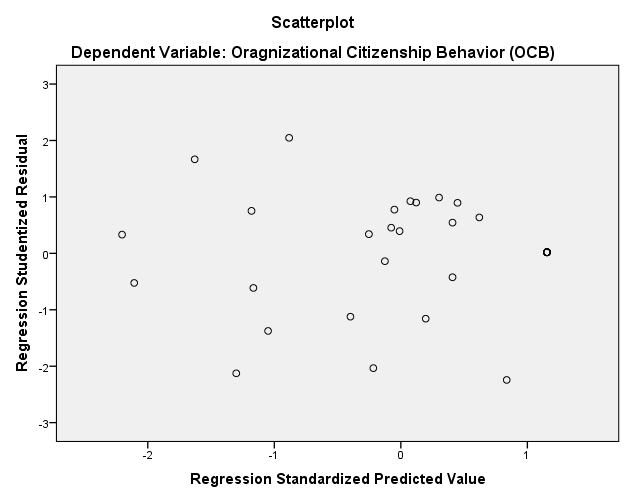 Scatterplot
Dependent Variable: Oragnizational Citizenship Behavior (OCB)
Regression Studentized Residual
3
2
1
0
-1
-2
-3
-2
-1
0
1
Regression Standardized Predicted Value